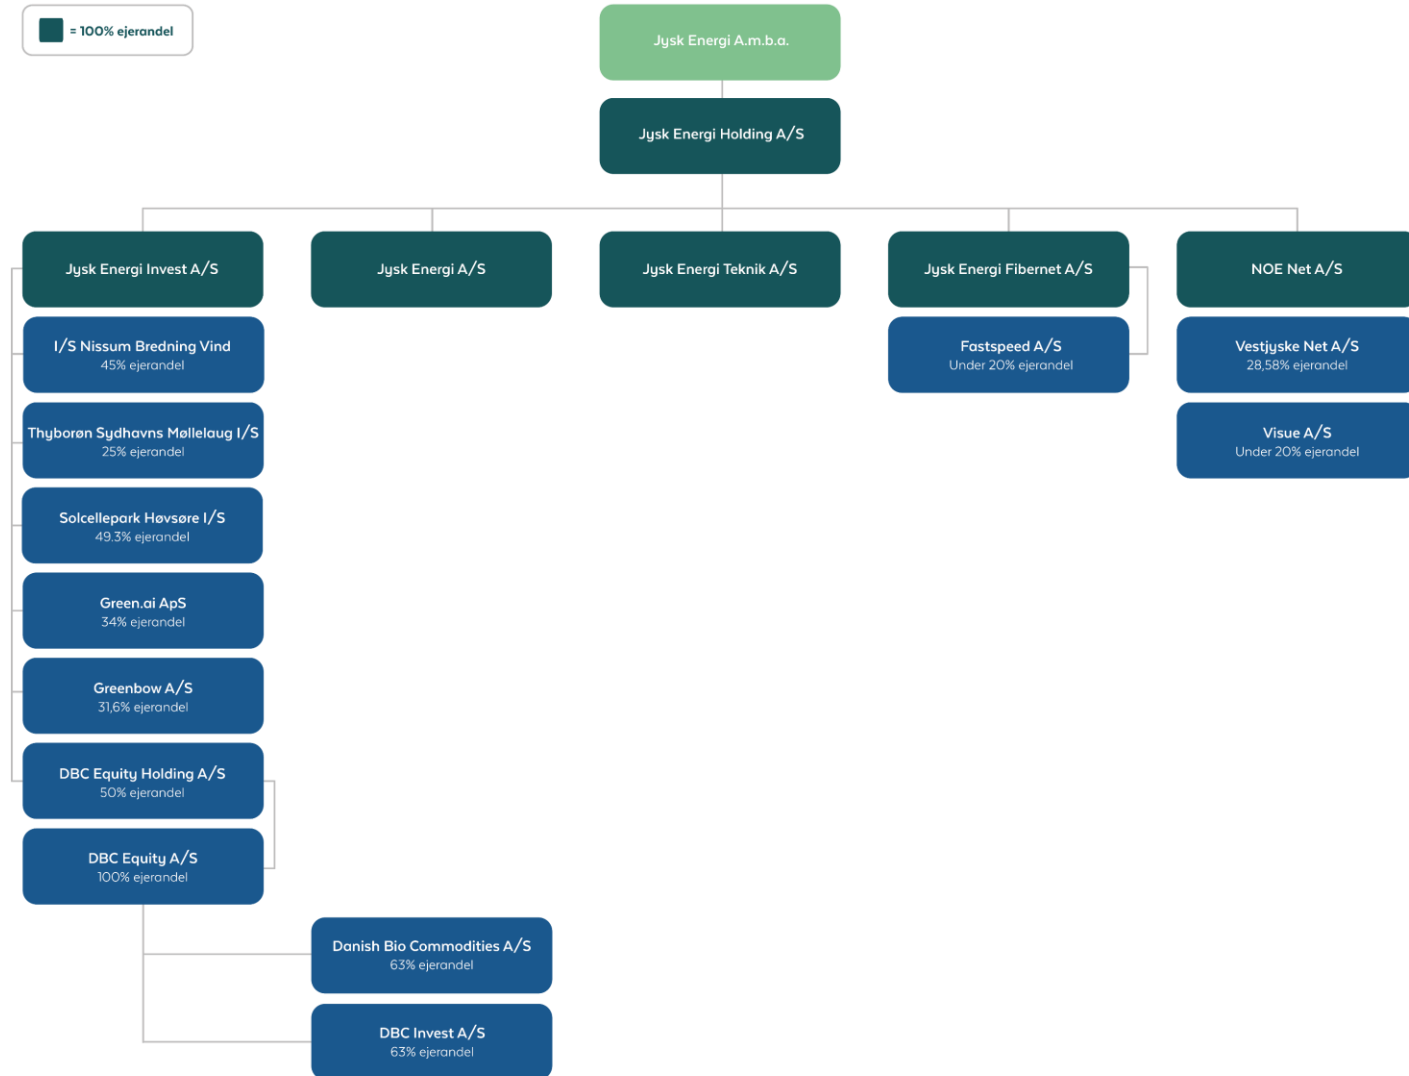 = 100% ejerandel
Jysk Energi A.m.b.a.
Jysk Energi Holding A/S
Jysk Energi Invest A/S
Jysk Energi A/S
Jysk Energi Teknik A/S
Jysk Energi Fibernet A/S
NOE Net A/S
I/S Nissum Bredning Vind
45% ejerandel
Fastspeed A/S
Under 20% ejerandel
Vestjyske Net A/S
28,58% ejerandel
Thyborøn Sydhavns Møllelaug I/S
25% ejerandel
Visue A/S
Under 20% ejerandel
Solcellepark Høvsøre I/S
49.3% ejerandel
Green.ai ApS
34% ejerandel
Greenbow A/S
31,6% ejerandel
DBC Equity Holding A/S
50% ejerandel
DBC Equity A/S
100% ejerandel
Danish Bio Commodities A/S
63% ejerandel
DBC Invest A/S
63% ejerandel